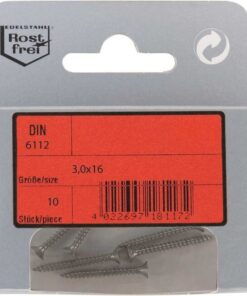 EDELSTAHL
Rost
frei
DIN
6112
3,0x16
Größe/size
10
Stück/piece
4 022697 181172